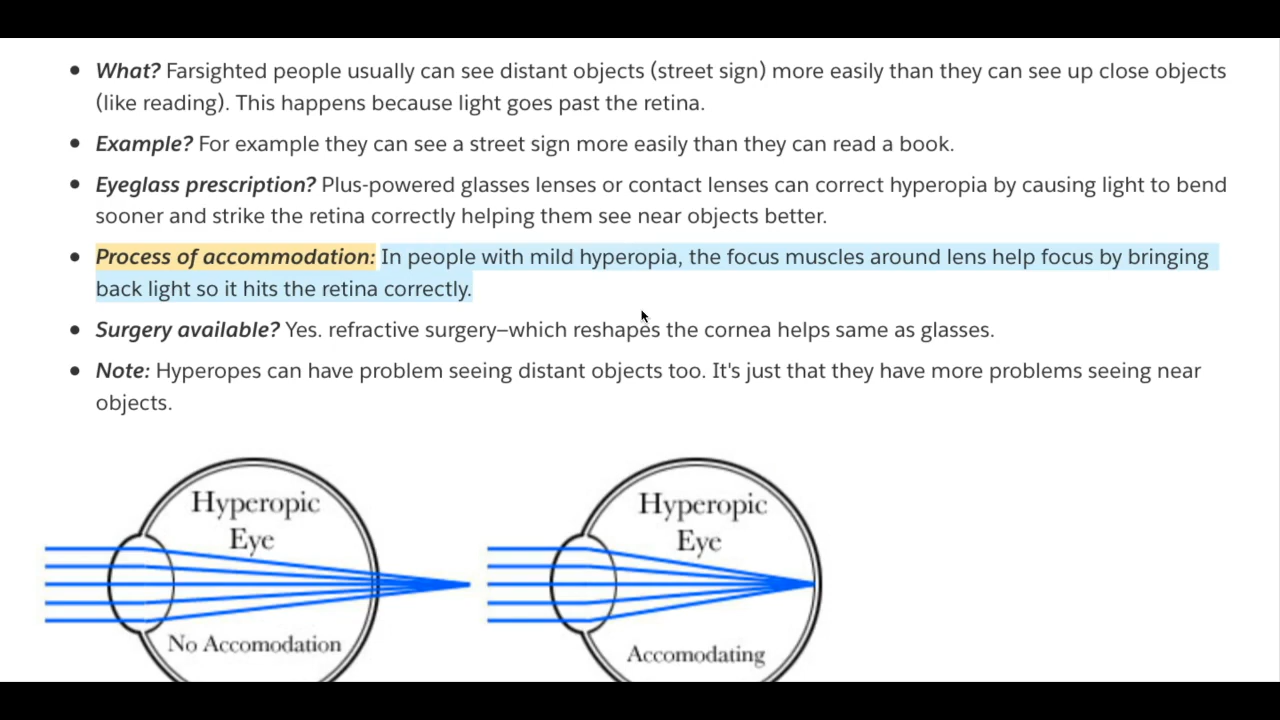 What? Farsighted people usually can see distant objects (street sign) more easily than they can see up close objects
(like reading). This happens because light goes past the retina.
Example? For example they can see a street sign more easily than they can read a book.
Eyeglass prescription? Plus-powered glasses lenses or contact lenses can correct hyperopia by causing light to bend
sooner and strike the retina correctly helping them see near objects better.
Process of accommodation: In people with mild hyperopia, the focus muscles around lens help focus by bringing
back light so it hits the retina correctly.
Surgery available? Yes. refractive surgery—which reshapes the cornea helps same as glasses.
Note: Hyperopes can have problem seeing distant objects too. It's just that they have more problems seeing near
objects.
Hyperopic
Eye
No Accomodation
Hyperopic
Eye
Accomodating